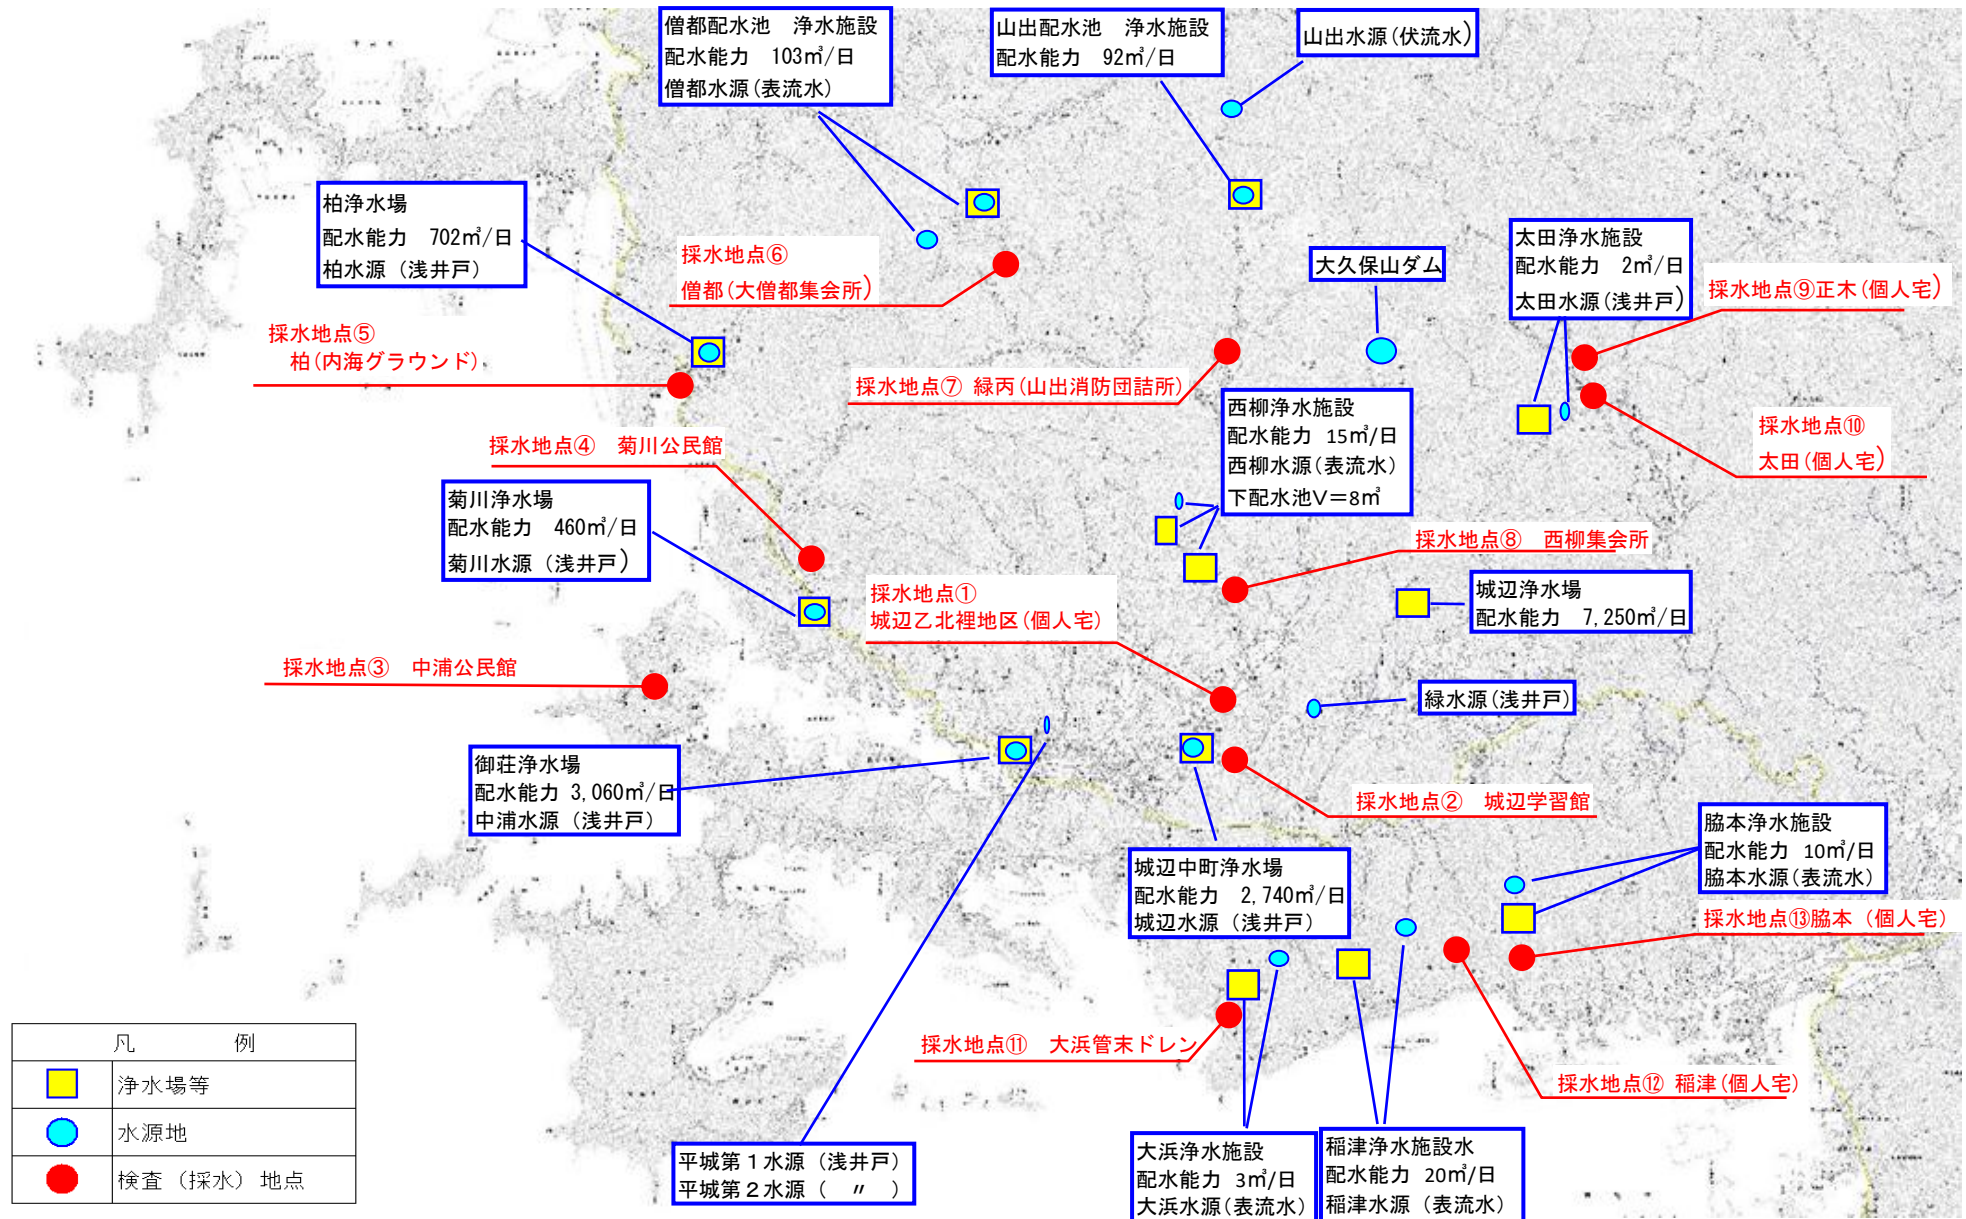 僧都配水池　浄水施設
配水能力　103㎥/日
僧都水源(表流水)
山出配水池　浄水施設
配水能力　92㎥/日
山出水源(伏流水)
柏浄水場
配水能力　702㎥/日
柏水源（浅井戸）
採水地点⑥
僧都(大僧都集会所)
大久保山ダム
太田浄水施設
配水能力　2㎥/日
太田水源(浅井戸)
採水地点⑨正木(個人宅)
採水地点⑤
柏(内海グラウンド)
採水地点⑦ 緑丙(山出消防団詰所)
西柳浄水施設
配水能力 15㎥/日
西柳水源(表流水)
下配水池V＝8㎥
採水地点⑩
太田(個人宅)
採水地点④　菊川公民館
菊川浄水場
配水能力　460㎥/日
菊川水源（浅井戸）
採水地点⑧　西柳集会所
採水地点①
城辺乙北裡地区(個人宅)
城辺浄水場
配水能力　7,250㎥/日
採水地点③　中浦公民館
緑水源(浅井戸)
御荘浄水場
配水能力 3,060㎥/日
中浦水源（浅井戸）
採水地点②　城辺学習館
脇本浄水施設
配水能力　10㎥/日
脇本水源(表流水)
城辺中町浄水場
配水能力　2,740㎥/日
城辺水源（浅井戸）
採水地点⑬脇本（個人宅）
採水地点⑪　大浜管末ドレン
採水地点⑫ 稲津(個人宅)
凡　例
浄水場等
水源地
検査（採水）地点
平城第１水源（浅井戸）
平城第２水源（　〃　）
大浜浄水施設
配水能力 3㎥/日
大浜水源(表流水)
稲津浄水施設水
配水能力 20㎥/日
稲津水源（表流水）